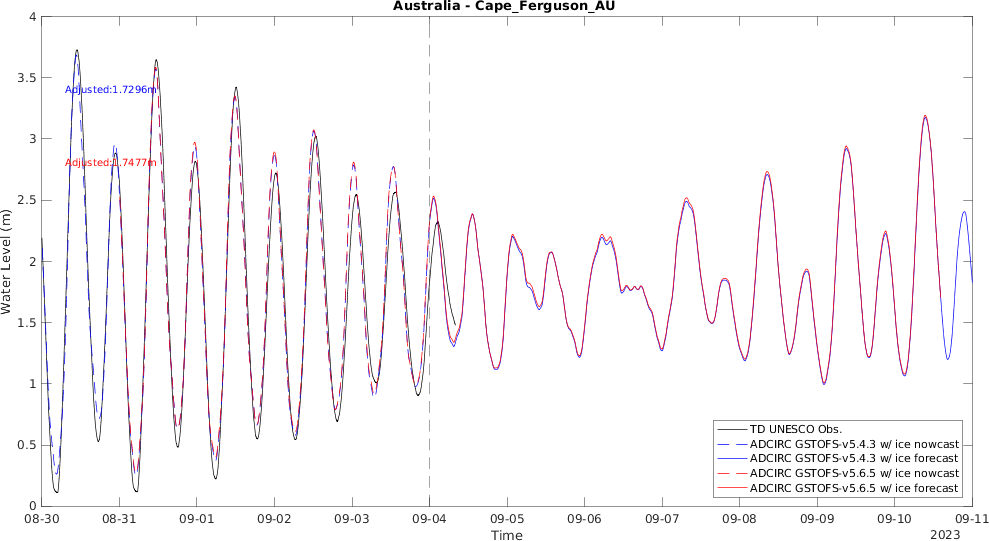 Australia - Cape_Ferguson_AU
4
3.5
3
2.5
2
1.5
1
0.5
0
Water Level (m)
Adjusted:1.7296m
Adjusted:1.7477m
TD UNESCO Obs.
ADCIRC GSTOFS-v5.4.3 w/ ice nowcast
ADCIRC GSTOFS-v5.4.3 w/ ice forecast
ADCIRC GSTOFS-v5.6.5 w/ ice nowcast
ADCIRC GSTOFS-v5.6.5 w/ ice forecast
08-30 08-31 09-01 09-02 09-03 09-04 09-05 09-06 09-07 09-08 09-09 09-10 09-11
Time
2023